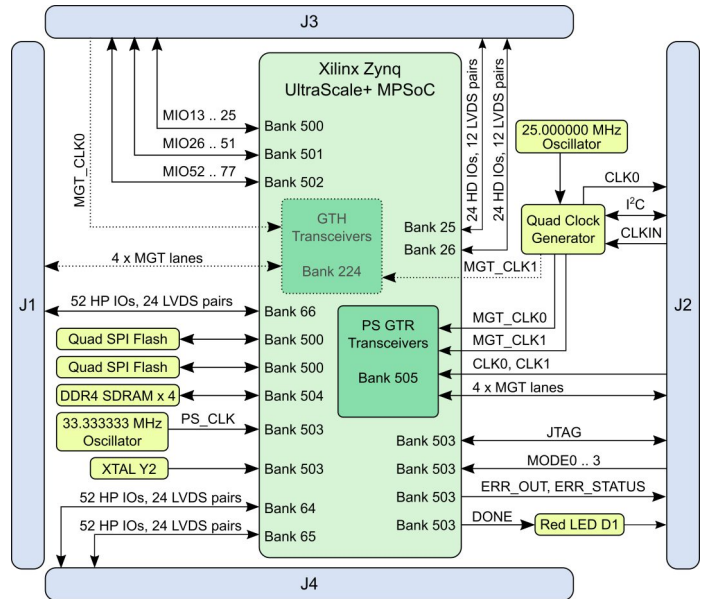 J3
Xilinx Zynq
UltraScale+ MPSoC
MIO13 .. 25
Bank 500
MIO26 .. 51
Bank 501
MIO52 .. 77
Bank 502
MGT_CLK0
24 HD IOs, 12 LVDS pairs
24 HD IOs, 12 LVDS pairs
25.000000 MHz
Oscillator
CLK0
I²C
Quad Clock
Generator
CLKIN
Bank 25
Bank 26
GTH
Transceivers
Bank 224
MGT_CLK1
4 x MGT lanes
J1
J2
52 HP IOs, 24 LVDS pairs
Bank 66
Quad SPI Flash
Bank 500
Quad SPI Flash
Bank 500
DDR4 SDRAM x 4
Bank 504
33.333333 MHz
Oscillator
PS_CLK
Bank 503
XTAL Y2
Bank 503
PS GTR
Transceivers
Bank 505
MGT_CLK0
MGT_CLK1
CLK0, CLK1
4 x MGT lanes
Bank 503
JTAG
Bank 503
MODE0 .. 3
Bank 503
ERR_OUT, ERR_STATUS
Bank 503
DONE
Red LED D1
52 HP IOs, 24 LVDS pairs
Bank 64
52 HP IOs, 24 LVDS pairs
Bank 65
J4